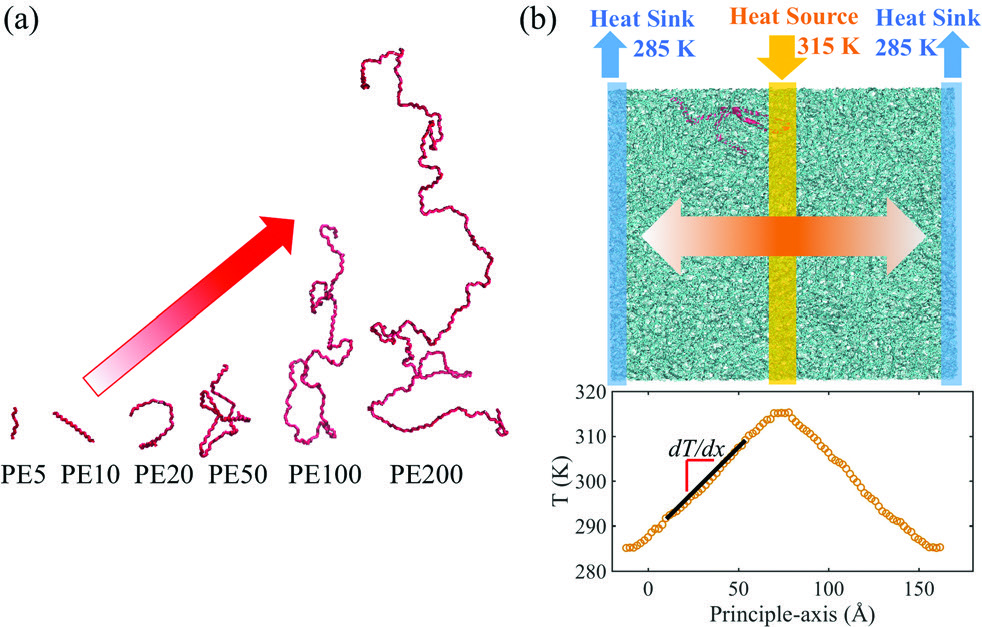 (a)
PE5 PE10 PE20 PE50 PE100 PE200
(b)
Heat Sink Heat Source Heat Sink
285 K 315 K 285 K
320
310
300
290
280
T (K)
dT/dx
0 50 100 150
Principle-axis (Å)